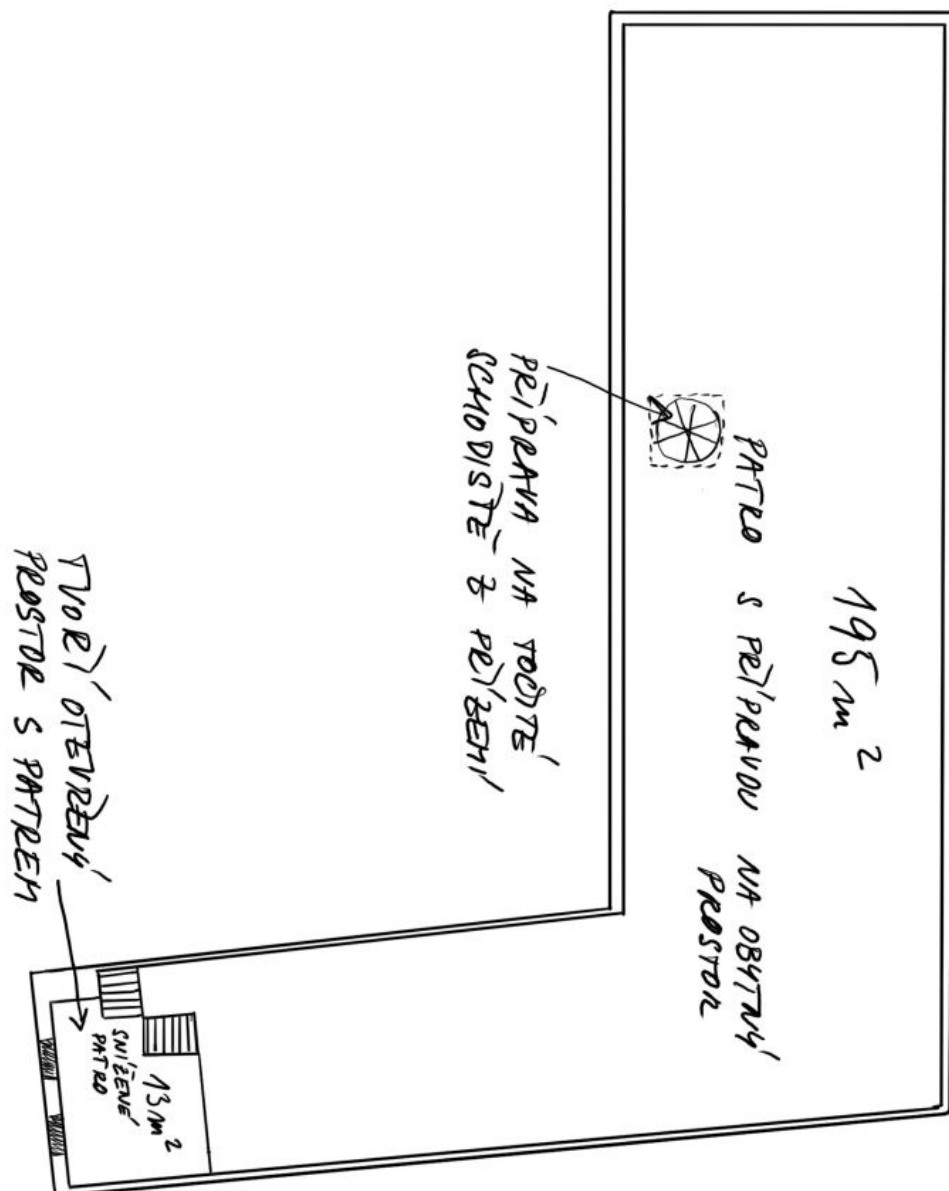 195 m²
PATRO S PŘÍPRAVOU NA OBYTNÝ
PROSTOR
PŘÍPRAVA NA TOČITÉ
SCHODIŠTĚ Z PŘÍZEMÍ
TVOŘÍ OTEVŘENÝ
PROSTOR S PATREM
13 m²
SNÍŽENÉ
PATRO